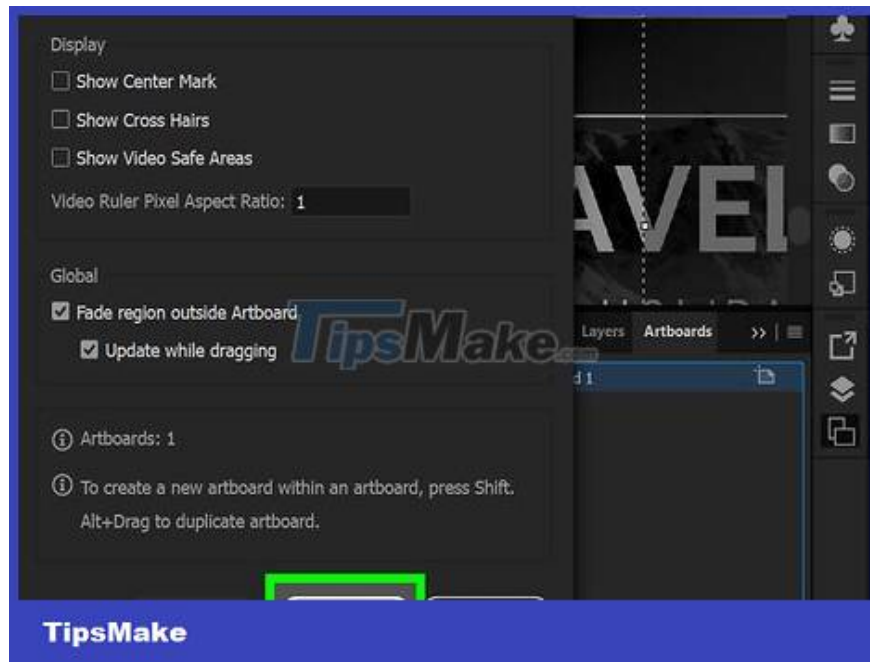 Display
Show Center Mark
Show Cross Hairs
Show Video Safe Areas
Video Ruler Pixel Aspect Ratio: 1
AVEL
Global
Fade region outside Artboard
Update while dragging
TipsMake.com
Layers Artboards >>
d 1
Artboards: 1
To create a new artboard within an artboard, press Shift.
Alt+Drag to duplicate artboard.
TipsMake